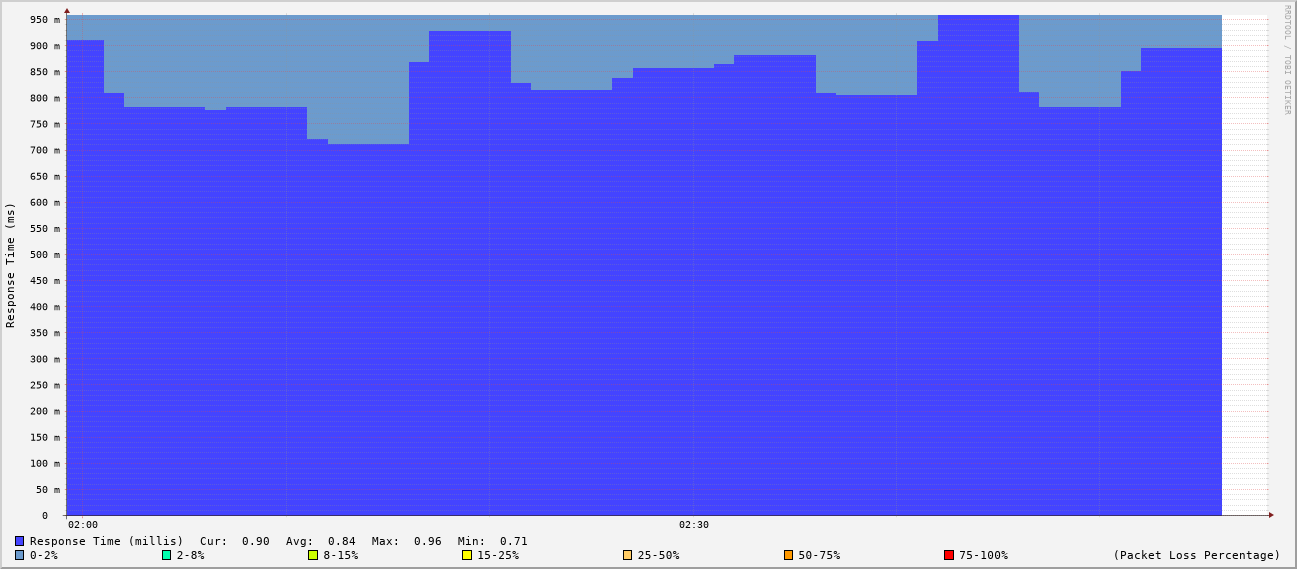 RRDTOOL / TOBI OETIKER
Response Time (ms)
950 m
900 m
850 m
800 m
750 m
700 m
650 m
600 m
550 m
500 m
450 m
400 m
350 m
300 m
250 m
200 m
150 m
100 m
50 m
0
02:00 02:30
Response Time (millis) Cur: 0.90 Avg: 0.84 Max: 0.96 Min: 0.71
0-2% 2-8% 8-15% 15-25% 25-50% 50-75% 75-100% (Packet Loss Percentage)